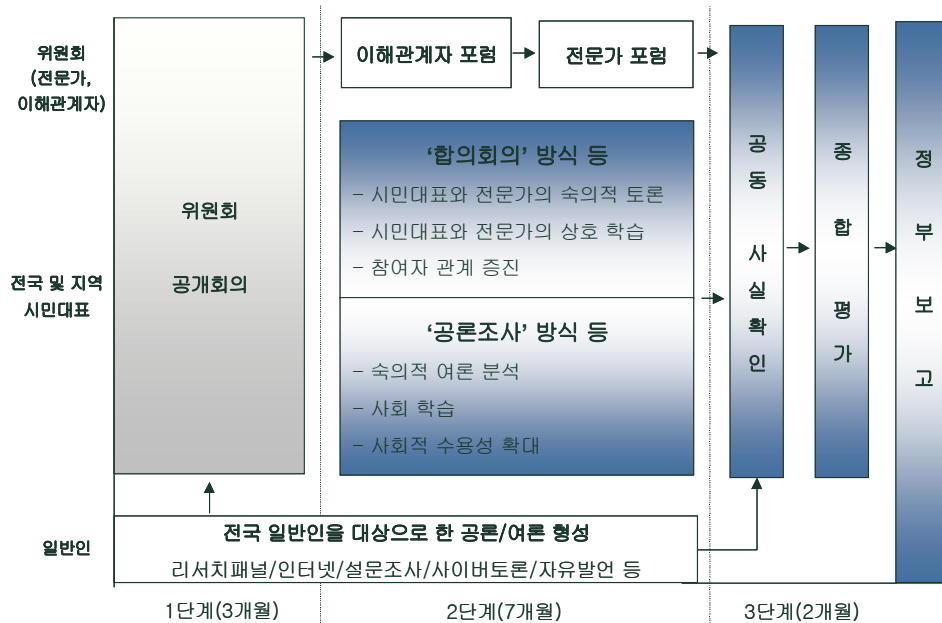 위원회
(전문가,
이해관계자)
이해관계자 포럼
전문가 포럼
위원회
공개회의
전국 및 지역
시민대표
‘합의회의’ 방식 등
– 시민대표와 전문가의 숙의적 토론
– 시민대표와 전문가의 상호 학습
– 참여자 관계 증진
‘공론조사’ 방식 등
– 숙의적 여론 분석
– 사회 학습
– 사회적 수용성 확대
공동 사실확인
종합 평가
정부보고
일반인
전국 일반인을 대상으로 한 공론/여론 형성
리서치패널/인터넷/설문조사/사이버토론/자유발언 등
1단계(3개월)
2단계(7개월)
3단계(2개월)